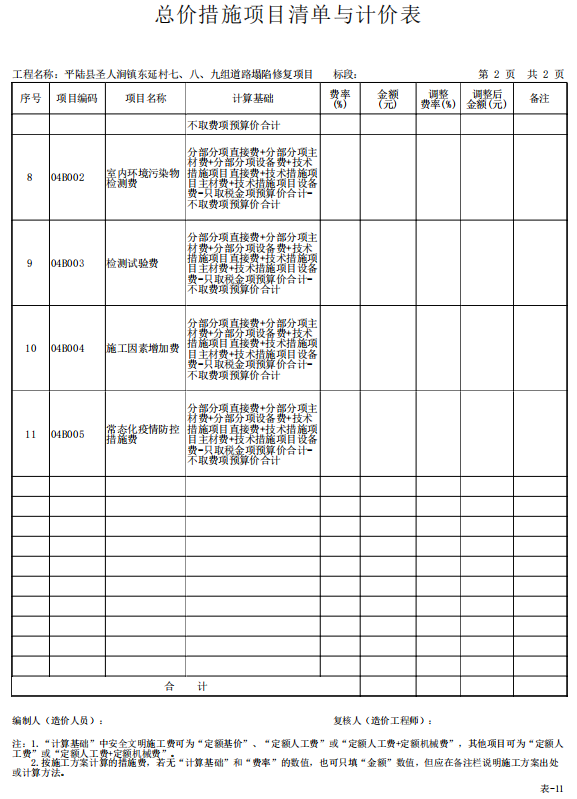 总价措施项目清单与计价表
工程名称：平陆县圣人涧镇东延村七、八、九组道路塌陷修复项目 标段： 第 2 页 共 2 页
序号 项目编码 项目名称 计算基础 费率(%) 金额(元) 调整费率(%) 调整后金额(元) 备注
不取费项预算价合计
8 04B002 室内环境污染物
检测费
分部分项直接费+分部分项主
材费+分部分项设备费+技术
措施项目直接费+技术措施项
目主材费+技术措施项目设备
费-只取税金项预算价合计-
不取费项预算价合计
9 04B003 检测试验费
分部分项直接费+分部分项主
材费+分部分项设备费+技术
措施项目直接费+技术措施项
目主材费+技术措施项目设备
费-只取税金项预算价合计-
不取费项预算价合计
10 04B004 施工因素增加费
分部分项直接费+分部分项主
材费+分部分项设备费+技术
措施项目直接费+技术措施项
目主材费+技术措施项目设备
费-只取税金项预算价合计-
不取费项预算价合计
11 04B005 常态化疫情防控
措施费
分部分项直接费+分部分项主
材费+分部分项设备费+技术
措施项目直接费+技术措施项
目主材费+技术措施项目设备
费-只取税金项预算价合计-
不取费项预算价合计
合 计
编制人（造价人员）： 复核人（造价工程师）：
注：1.“计算基础”中安全文明施工费可为“定额基价”、“定额人工费”或“定额人工费+定额机械费”，其他项目可为“定额人
工费”或“定额人工费+定额机械费”。
2.按施工方案计算的措施费，若无“计算基础”和“费率”的数值，也可只填“金额”数值，但应在备注栏说明施工方案出处
或计算方法。
表-11